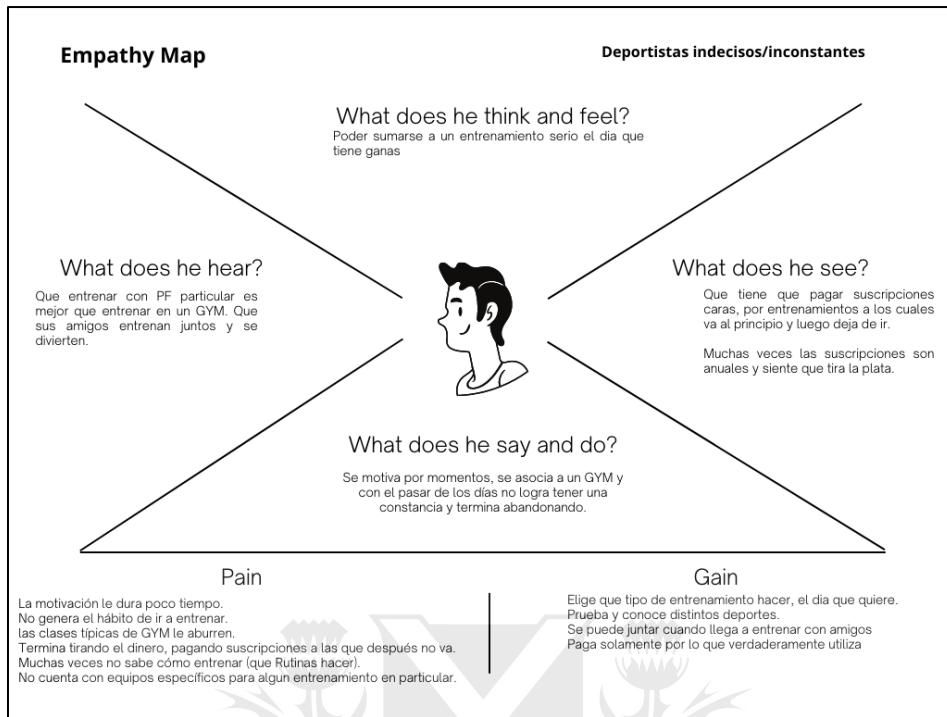 Empathy Map
Deportistas indecisos/inconstantes
What does he think and feel?
Poder sumarse a un entrenamiento serio el dia que
tiene ganas
What does he hear?
Que entrenar con PF particular es
mejor que entrenar en un GYM. Que
sus amigos entrenan juntos y se
divierten.
What does he see?
Que tiene que pagar suscripciones
caras, por entrenamientos a los cuales
va al principio y luego deja de ir.
Muchas veces las suscripciones son
anuales y siente que tira la plata.
What does he say and do?
Se motiva por momentos, se asocia a un GYM y
con el pasar de los días no logra tener una
constancia y termina abandonando.
Pain
La motivación le dura poco tiempo.
No genera el hábito de ir a entrenar.
las clases típicas de GYM le aburren.
Termina tirando el dinero, pagando suscripciones a las que después no va.
Muchas veces no sabe cómo entrenar (que Rutinas hacer).
No cuenta con equipos específicos para algun entrenamiento en particular.
Gain
Elige que tipo de entrenamiento hacer, el dia que quiere.
Prueba y conoce distintos deportes.
Se puede juntar cuando llega a entrenar con amigos
Paga solamente por lo que verdaderamente utiliza